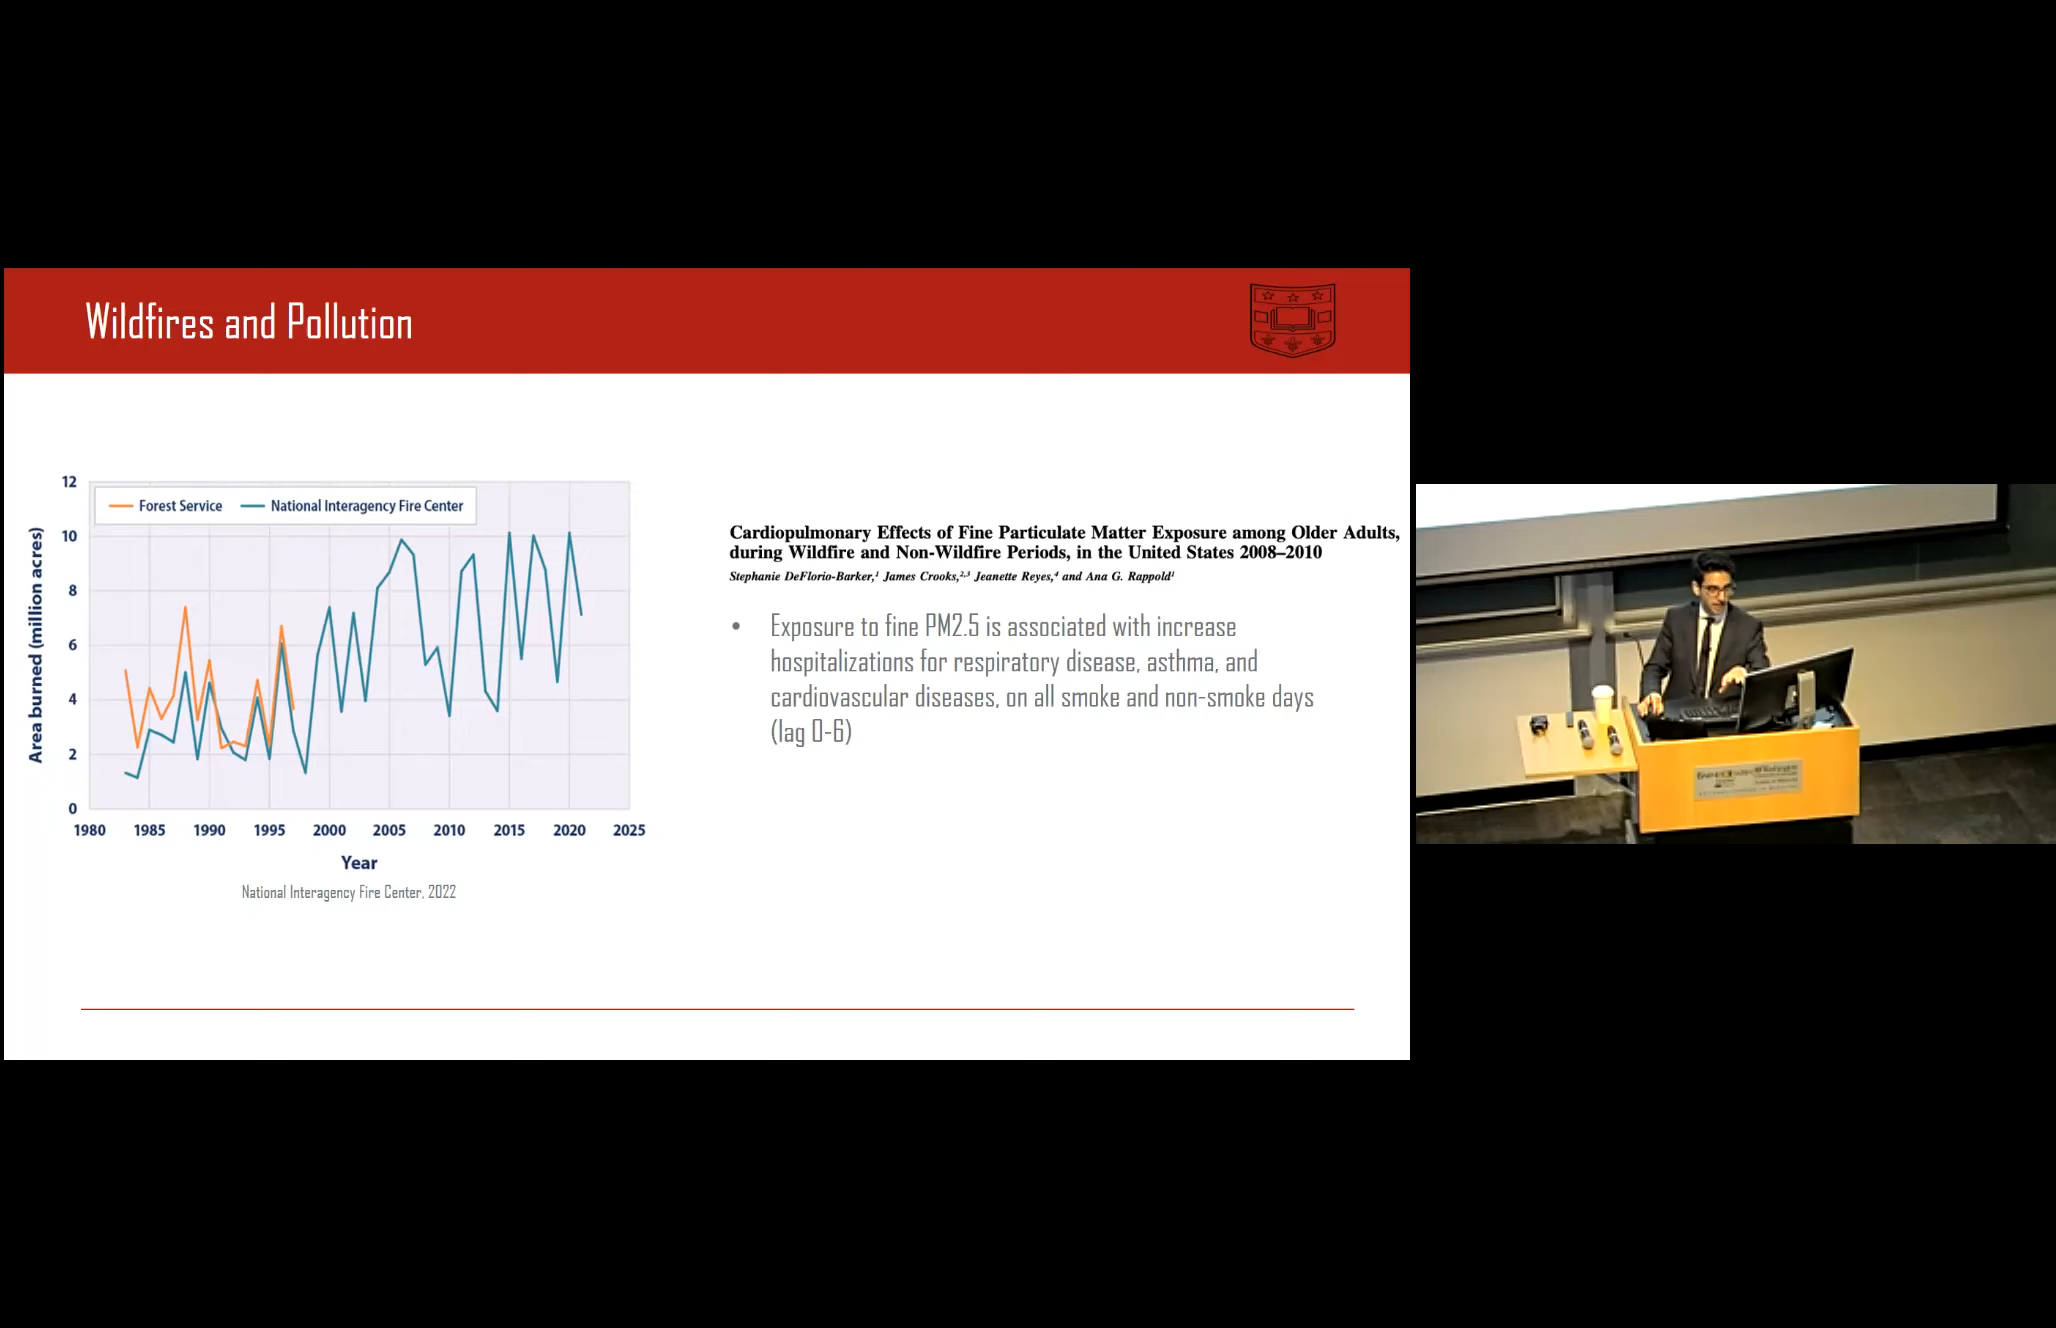 Wildfires and Pollution
12
10
8
6
4
2
0
Area burned (million acres)
Forest Service
National Interagency Fire Center
1980 1985 1990 1995 2000 2005 2010 2015 2020 2025
Year
National Interagency Fire Center, 2022
Cardiopulmonary Effects of Fine Particulate Matter Exposure among Older Adults,
during Wildfire and Non-Wildfire Periods, in the United States 2008–2010
Stephanie DeFlorio-Barker,1 James Crooks,2,3 Jeanette Reyes,4 and Ana G. Rappold1
• Exposure to fine PM2.5 is associated with increase
hospitalizations for respiratory disease, asthma, and
cardiovascular diseases, on all smoke and non-smoke days
(lag 0-6)